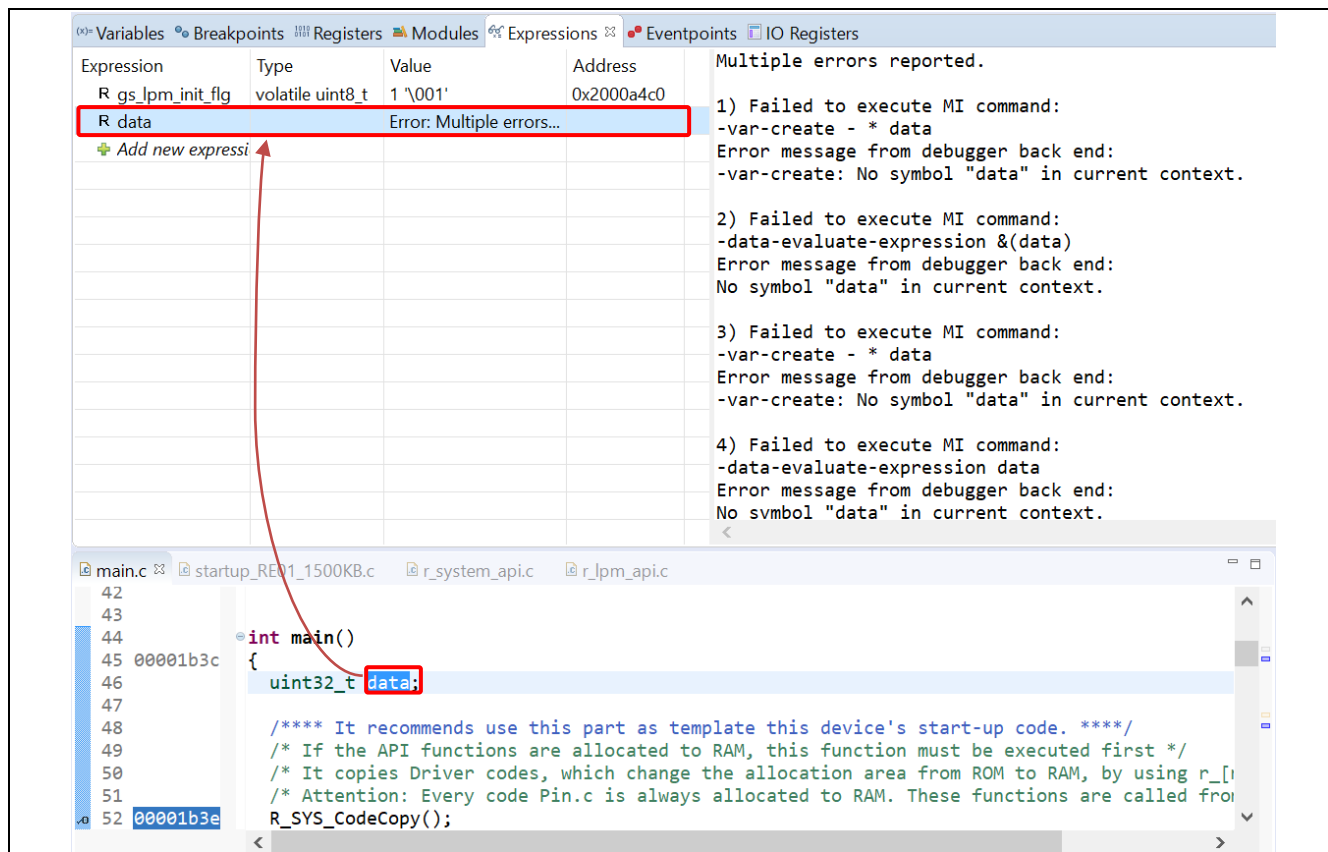 (x)= Variables Breakpoints Registers Modules Expressions Eventpoints IO Registers
Expression Type Value Address
R gs_lpm_init_flg volatile uint8_t 1 '\001' 0x2000a4c0
R data Error: Multiple errors...
Add new expressi
Multiple errors reported.
1) Failed to execute MI command:
-var-create - * data
Error message from debugger back end:
-var-create: No symbol "data" in current context.
2) Failed to execute MI command:
-data-evaluate-expression &(data)
Error message from debugger back end:
No symbol "data" in current context.
3) Failed to execute MI command:
-var-create - * data
Error message from debugger back end:
-var-create: No symbol "data" in current context.
4) Failed to execute MI command:
-data-evaluate-expression data
Error message from debugger back end:
No symbol "data" in current context.
main.c startup_RE01_1500KB.c r_system_api.c r_lpm_api.c
42
43
44 int main()
45 00001b3c {
46 uint32_t data;
47
48 /**** It recommends use this part as template this device's start-up code. ****/
49 /* If the API functions are allocated to RAM, this function must be executed first */
50 /* It copies Driver codes, which change the allocation area from ROM to RAM, by using r_[
51 /* Attention: Every code Pin.c is always allocated to RAM. These functions are called fro
52 00001b3e R_SYS_CodeCopy();